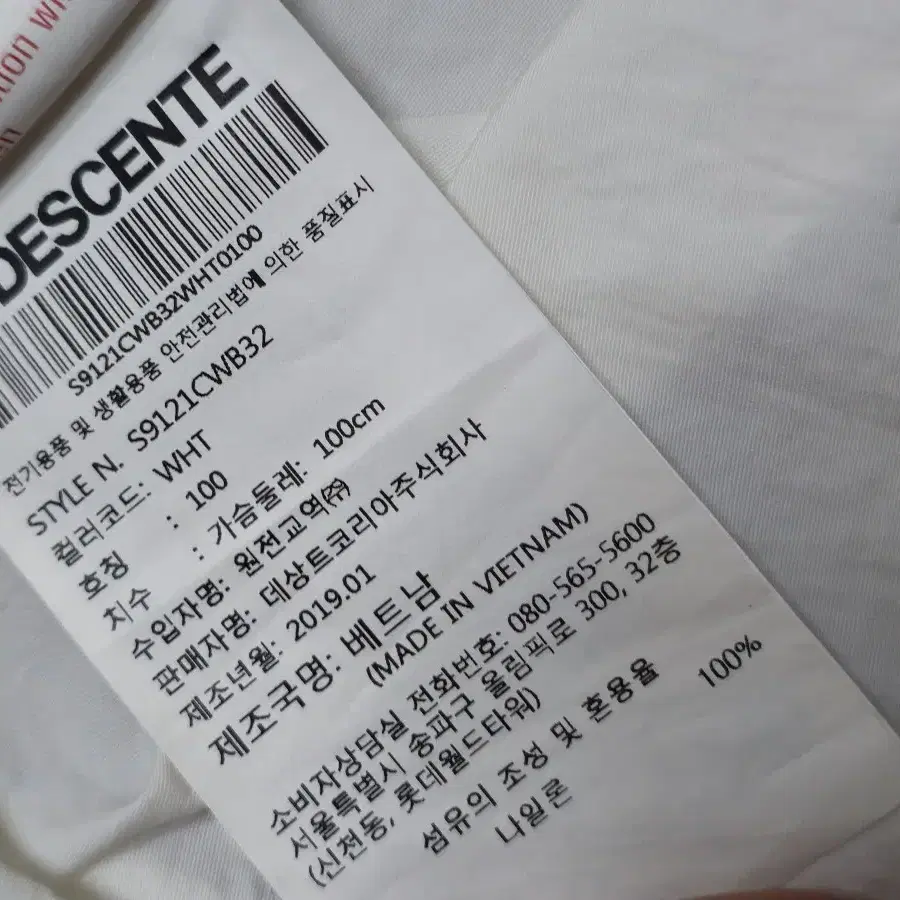 tion wi
DESCENTE
S9121CWB32WHT0100
전기용품 및 생활용품 안전관리법에 의한 품질표시
STYLE N. S9121CWB32
컬러코드: WHT
호칭 : 100
치수 : 가슴둘레: 100cm
수입자명: 원전교역㈜
판매자명: 데상트코리아주식회사
제조년월: 2019.01
제조국명: 베트남
(MADE IN VIETNAM)
소비자상담실 전화번호: 080-565-5600
서울특별시 송파구 올림픽로 300, 32층
(신천동, 롯데월드타워)
섬유의 조성 및 혼용율
나일론 100%